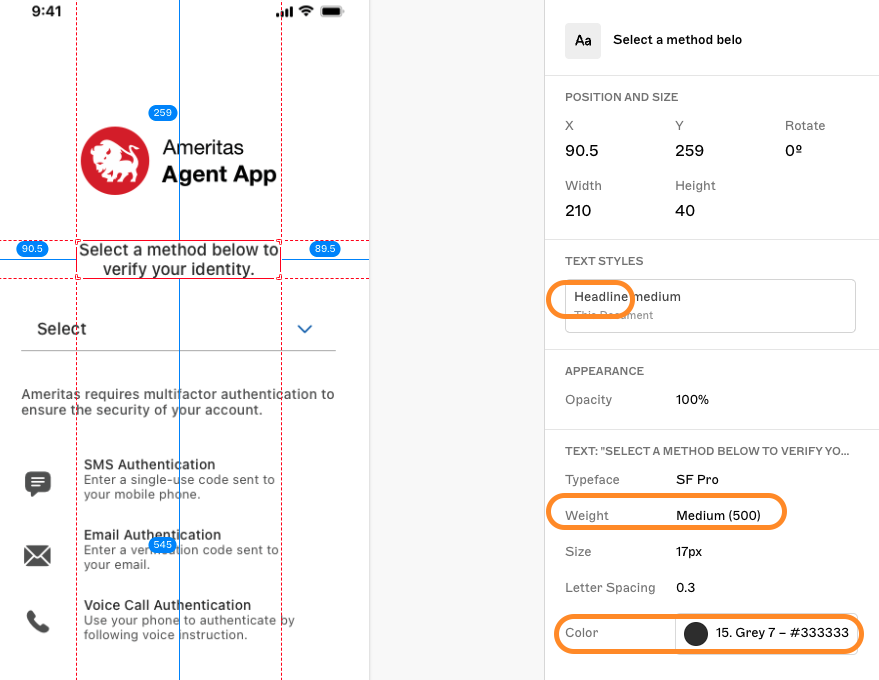 9:41
259
Ameritas
Agent App
90.5
89.5
Select a method below to
verify your identity.
Select
Ameritas requires multifactor authentication to
ensure the security of your account.
SMS Authentication
Enter a single-use code sent to
your mobile phone.
Email Authentication
Enter a verification code sent to
your email.
545
Voice Call Authentication
Use your phone to authenticate by
following voice instruction.
Aa
Select a method belo
POSITION AND SIZE
X Y Rotate
90.5 259 0º
Width Height
210 40
TEXT STYLES
Headline medium
This Document
APPEARANCE
Opacity 100%
TEXT: "SELECT A METHOD BELOW TO VERIFY YO...
Typeface SF Pro
Weight Medium (500)
Size 17px
Letter Spacing 0.3
Color 15. Grey 7 – #333333